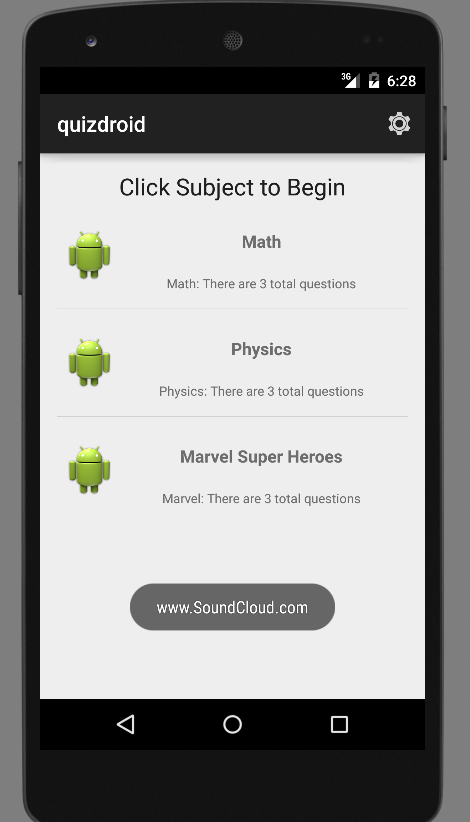 3G 6:28
quizdroid
Click Subject to Begin
Math
Math: There are 3 total questions
Physics
Physics: There are 3 total questions
Marvel Super Heroes
Marvel: There are 3 total questions
www.SoundCloud.com